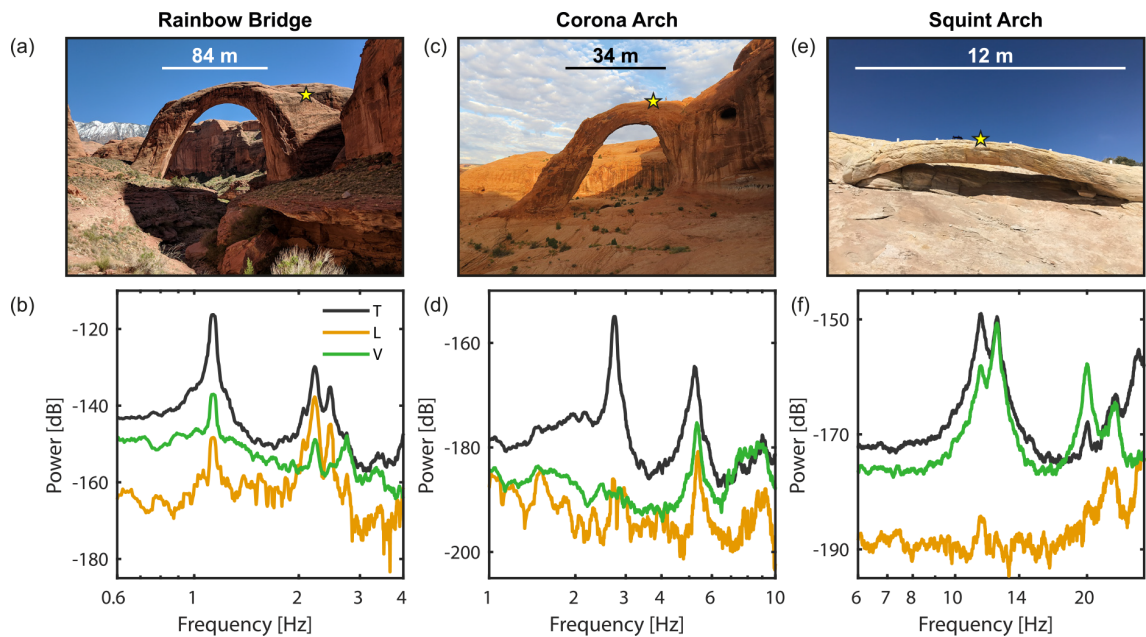 Rainbow Bridge
Corona Arch
Squint Arch
(a)
84 m
(c)
34 m
(e)
12 m
(b)
Power [dB]
-120
-140
-160
-180
T
L
V
0.6
1
2
3
4
Frequency [Hz]
(d)
Power [dB]
-160
-180
-200
1
2
3
4
6
10
Frequency [Hz]
(f)
Power [dB]
-150
-170
-190
6
7
8
10
14
20
Frequency [Hz]